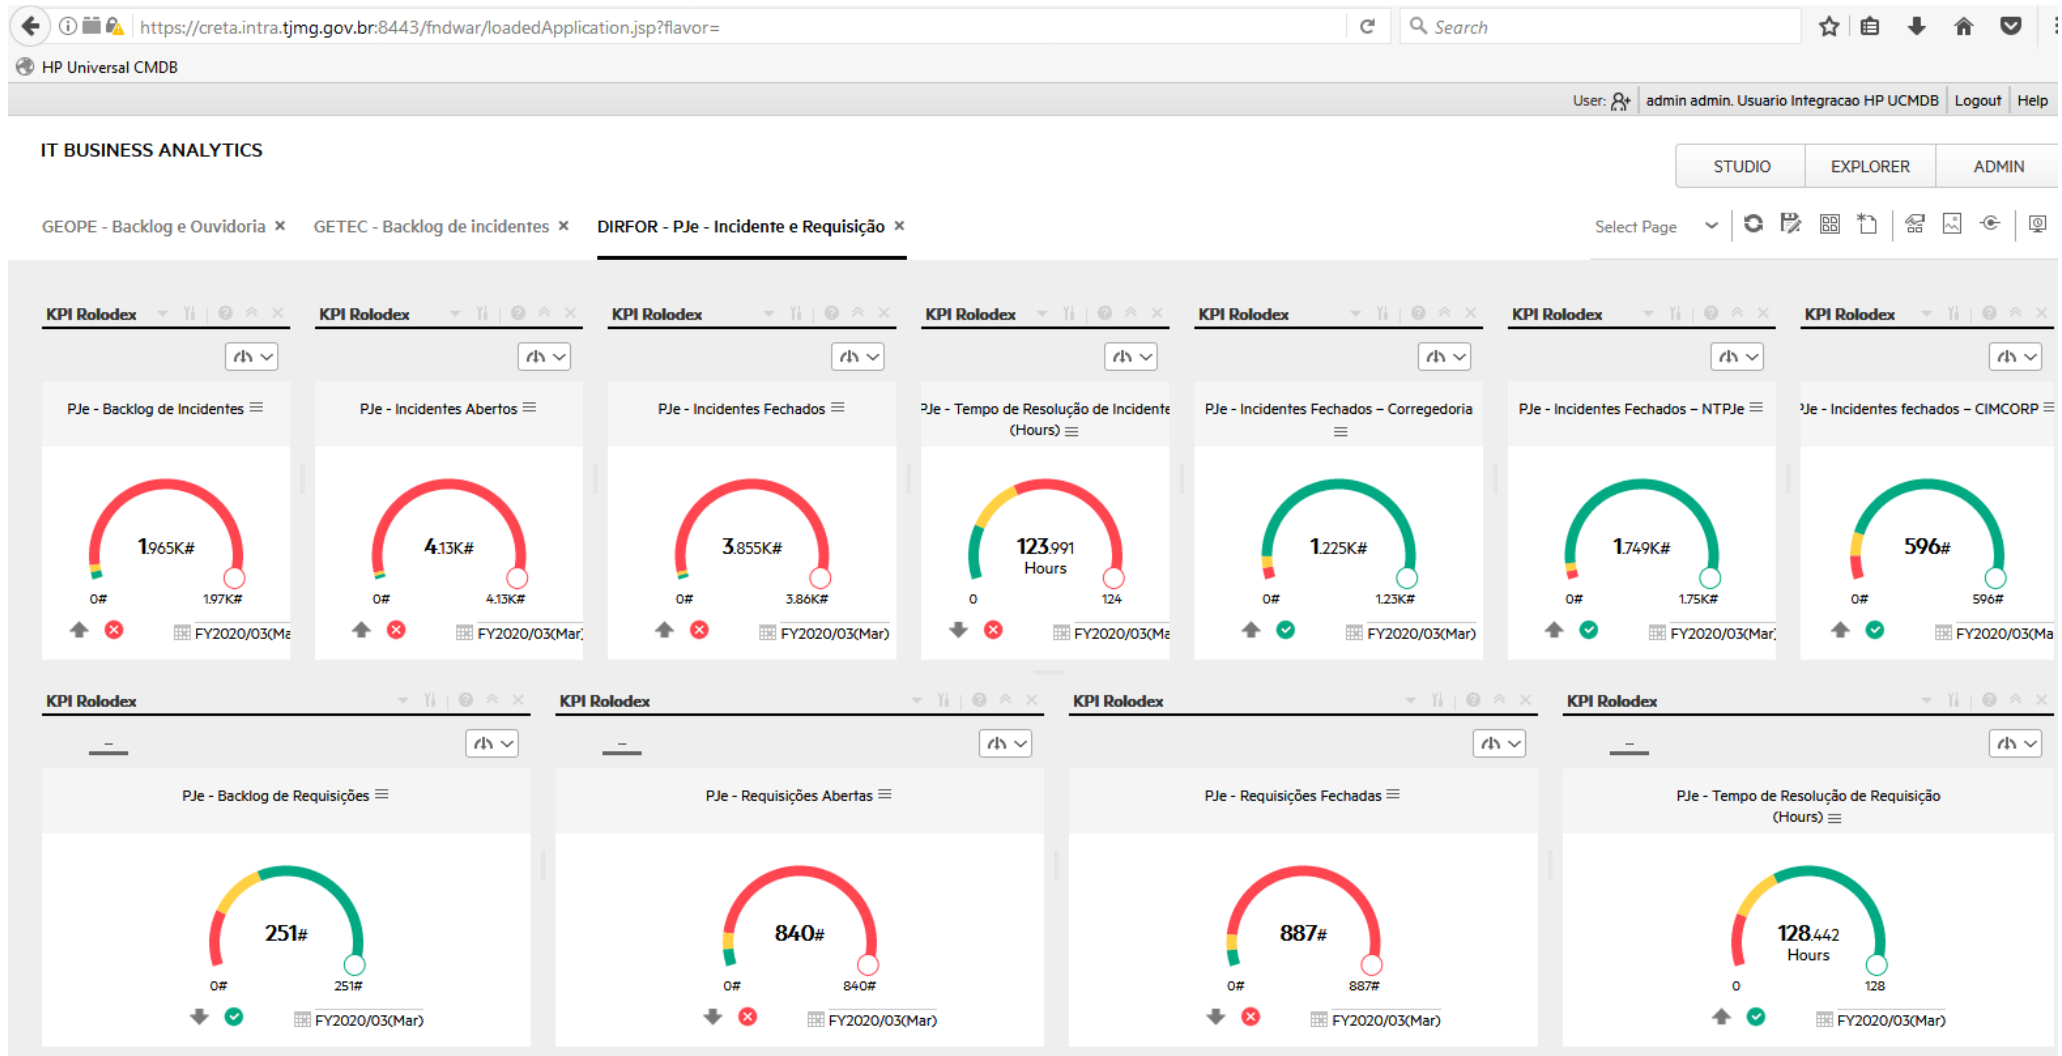 https://creta.intra.tjmg.gov.br:8443/fndwar/loadedApplication.jsp?flavor=
Search
HP Universal CMDB
User: admin admin. Usuario Integracao HP UCMDB Logout Help
IT BUSINESS ANALYTICS
STUDIO EXPLORER ADMIN
GEOPE - Backlog e Ouvidoria × GETEC - Backlog de incidentes × DIRFOR - PJe - Incidente e Requisição × Select Page
KPI Rolodex KPI Rolodex KPI Rolodex KPI Rolodex KPI Rolodex KPI Rolodex KPI Rolodex
PJe - Backlog de Incidentes PJe - Incidentes Abertos PJe - Incidentes Fechados PJe - Tempo de Resolução de Incidente PJe - Incidentes Fechados – Corregedoria PJe - Incidentes Fechados – NTPJe PJe - Incidentes fechados – CIMCORP
(Hours)
1.965K# 4.13K# 3.855K# 123.991 1.225K# 1.749K# 596#
Hours
0# 1.97K# 0# 4.13K# 0# 3.86K# 0 124 0# 1.23K# 0# 1.75K# 0# 596#
FY2020/03(Ma FY2020/03(Mar) FY2020/03(Mar) FY2020/03(Ma FY2020/03(Mar) FY2020/03(Mar) FY2020/03(Ma
KPI Rolodex KPI Rolodex KPI Rolodex KPI Rolodex
... ... ...
PJe - Backlog de Requisições PJe - Requisições Abertas PJe - Requisições Fechadas PJe - Tempo de Resolução de Requisição
(Hours)
251# 840# 887# 128.442
Hours
0# 251# 0# 840# 0# 887# 0 128
FY2020/03(Mar) FY2020/03(Mar) FY2020/03(Mar) FY2020/03(Mar)